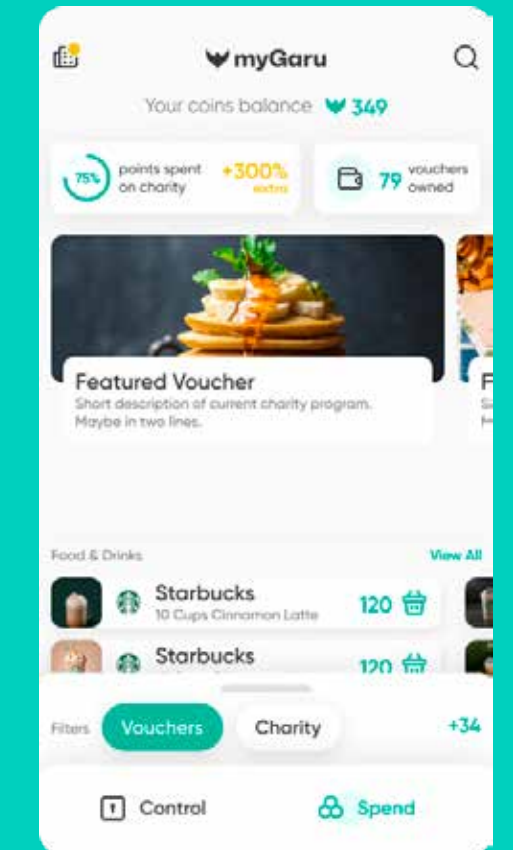 myGaru
Your coins balance 349
75%
points spent
on charity
+300%
extra
79
vouchers
owned
Featured Voucher
Short description of current charity program.
Maybe in two lines.
F
Food & Drinks
View All
Starbucks
10 Cups Cinnamon Latte
120
Starbucks
120
Filters
Vouchers
Charity
+34
Control
Spend